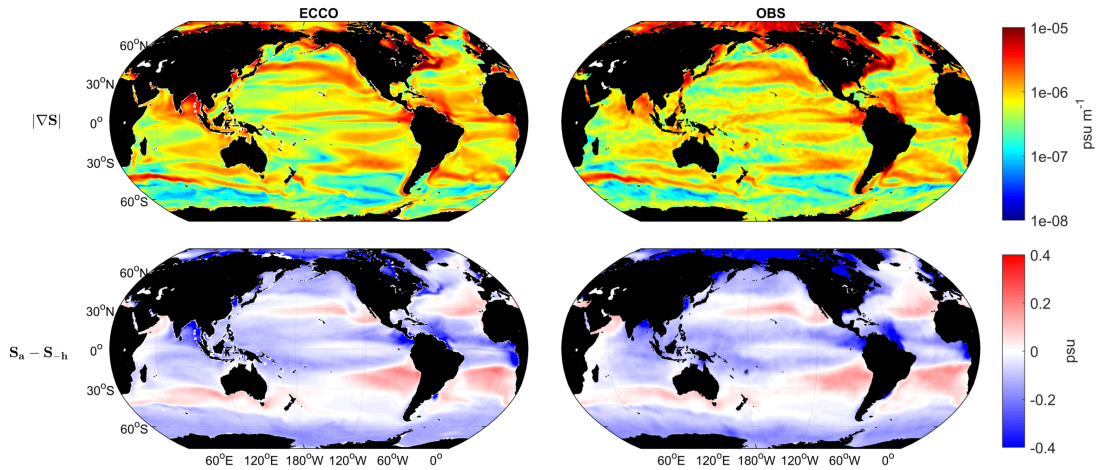 ECCO
OBS
|∇S|
60°N
30°N
0°
30°S
60°S
1e-05
1e-06
1e-07
1e-08
psu m⁻¹
Sₐ − S₋ₕ
60°N
30°N
0°
30°S
60°S
60°E 120°E 180°W 120°W 60°W 0°
60°E 120°E 180°W 120°W 60°W 0°
0.4
0.2
0
-0.2
-0.4
psu